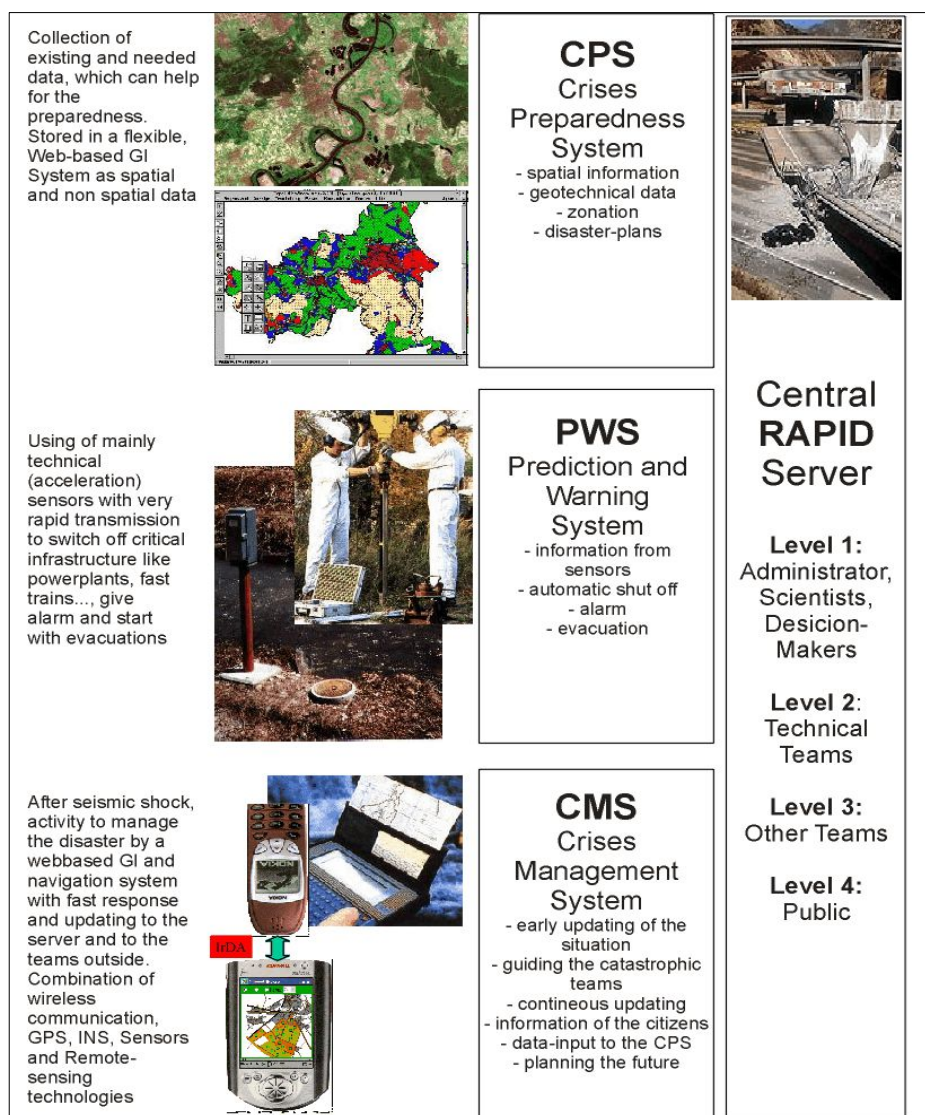 Collection of
existing and needed
data, which can help
for the
preparedness.
Stored in a flexible,
Web-based GI
System as spatial
and non spatial data
CPS
Crises
Preparedness
System
- spatial information
- geotechnical data
- zonation
- disaster-plans
Using of mainly
technical
(acceleration)
sensors with very
rapid transmission
to switch off critical
infrastructure like
powerplants, fast
trains..., give
alarm and start
with evacuations
PWS
Prediction and
Warning
System
- information from
sensors
- automatic shut off
- alarm
- evacuation
After seismic shock,
activity to manage
the disaster by a
webbased GI and
navigation system
with fast response
and updating to the
server and to the
teams outside.
Combination of
wireless
communication,
GPS, INS, Sensors
and Remote-
sensing
technologies
NOKIA
NOKIA
IrDA
CMS
Crises
Management
System
- early updating of the
situation
- guiding the catastrophic
teams
- contineous updating
- information of the citizens
- data-input to the CPS
- planning the future
Central
RAPID
Server
Level 1:
Administrator,
Scientists,
Desicion-
Makers
Level 2:
Technical
Teams
Level 3:
Other Teams
Level 4:
Public